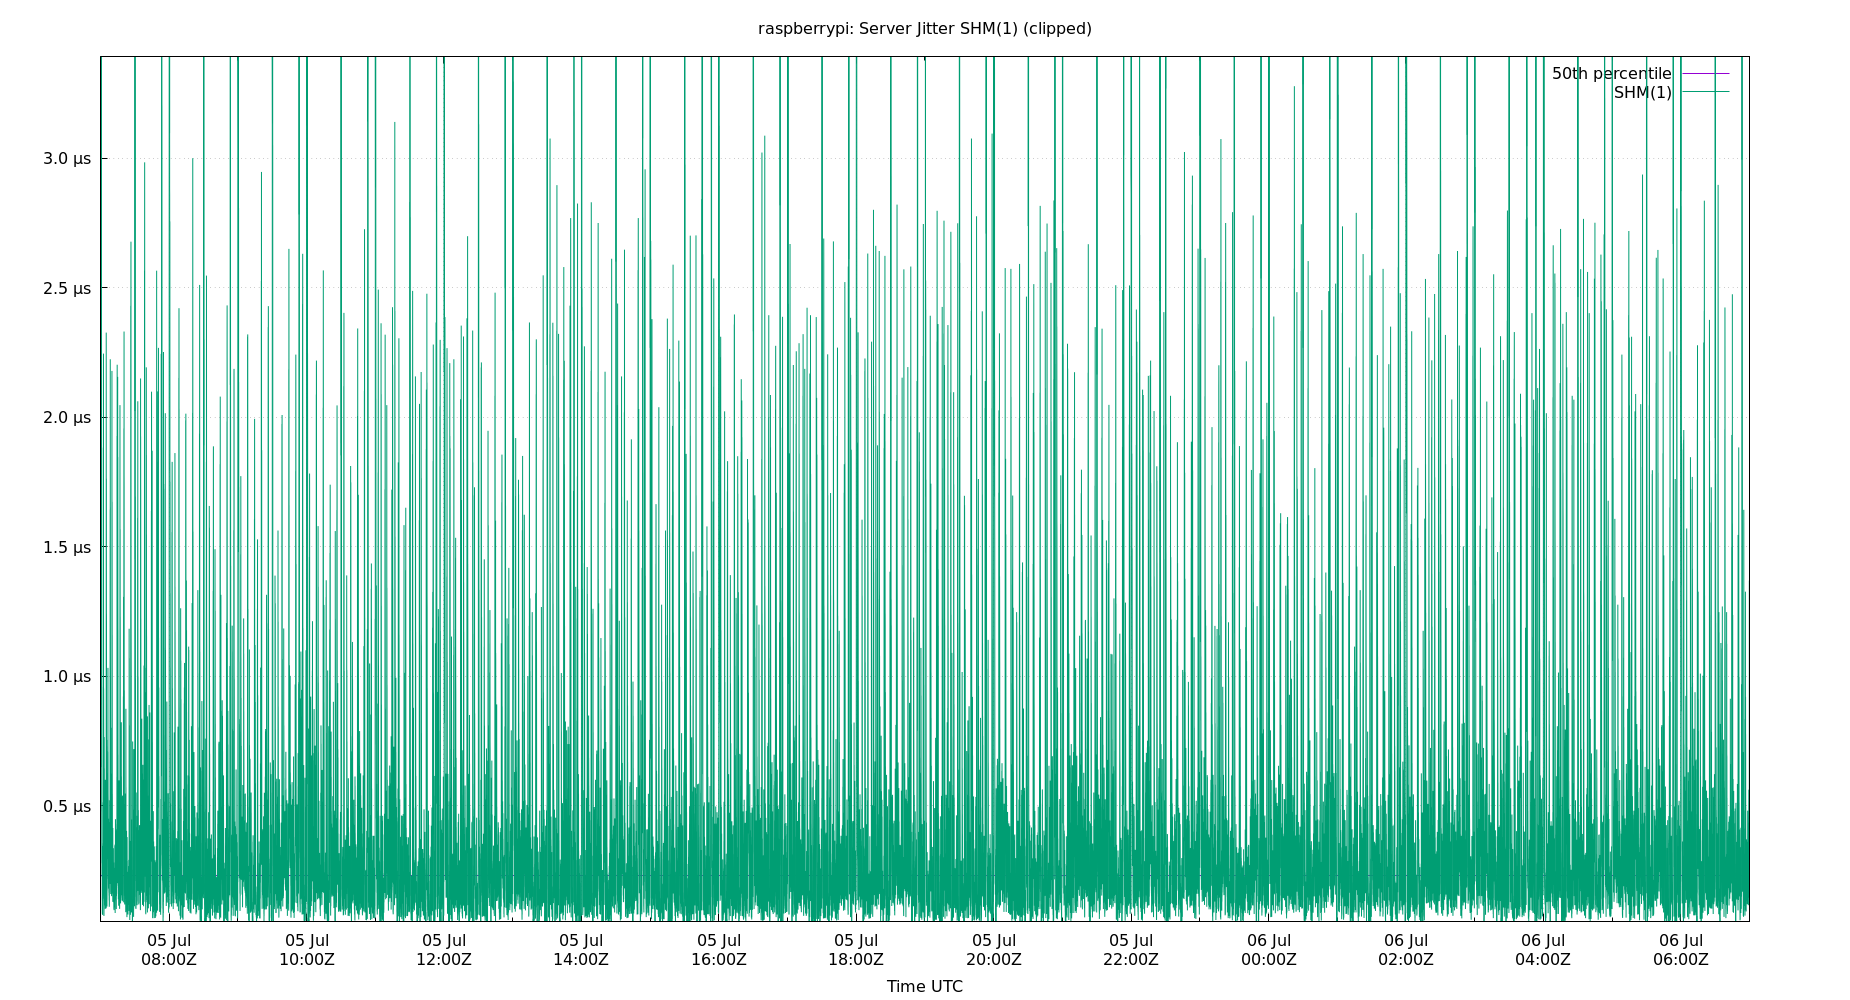 raspberrypi: Server Jitter SHM(1) (clipped)
50th percentile
SHM(1)
3.0 µs
2.5 µs
2.0 µs
1.5 µs
1.0 µs
0.5 µs
05 Jul 05 Jul 05 Jul 05 Jul 05 Jul 05 Jul 05 Jul 05 Jul 06 Jul 06 Jul 06 Jul 06 Jul
08:00Z 10:00Z 12:00Z 14:00Z 16:00Z 18:00Z 20:00Z 22:00Z 00:00Z 02:00Z 04:00Z 06:00Z
Time UTC